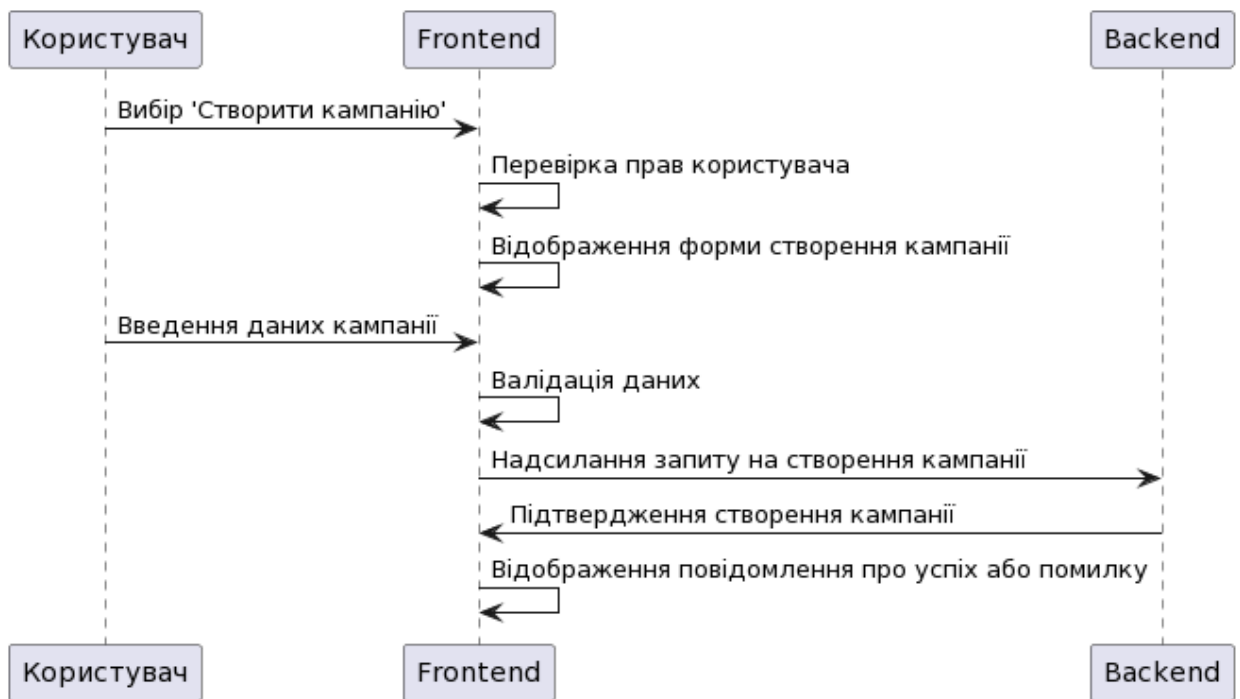 Користувач
Frontend
Backend
Вибір 'Створити кампанію'
Перевірка прав користувача
Відображення форми створення кампанії
Введення даних кампанії
Валідація даних
Надсилання запиту на створення кампанії
Підтвердження створення кампанії
Відображення повідомлення про успіх або помилку
Користувач
Frontend
Backend